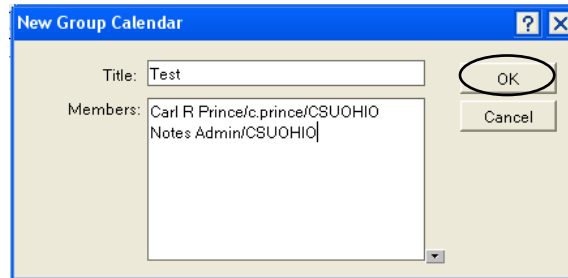 New Group Calendar
Title: Test
OK
Members: Carl R Prince/c.prince/CSUOHIO
Notes Admin/CSUOHIO
Cancel